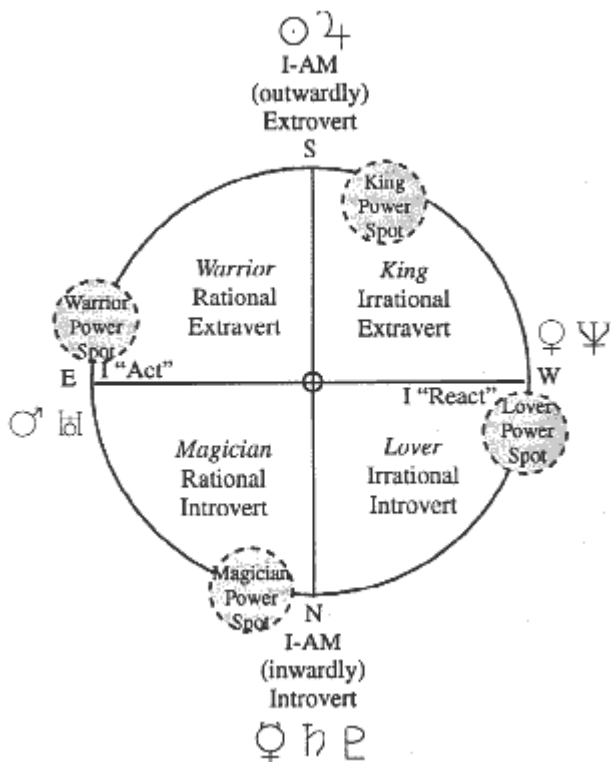 ☉ ♃
I-AM
(outwardly)
Extrovert
S
King
Power
Spot
Warrior
Rational
Extravert
King
Irrational
Extravert
Warrior
Power
Spot
♀ ♆
E
I "Act"
I "React"
W
♂ ♅
Lover
Power
Spot
Magician
Rational
Introvert
Lover
Irrational
Introvert
Magician
Power
Spot
N
I-AM
(inwardly)
Introvert
☿ ♄ ♇